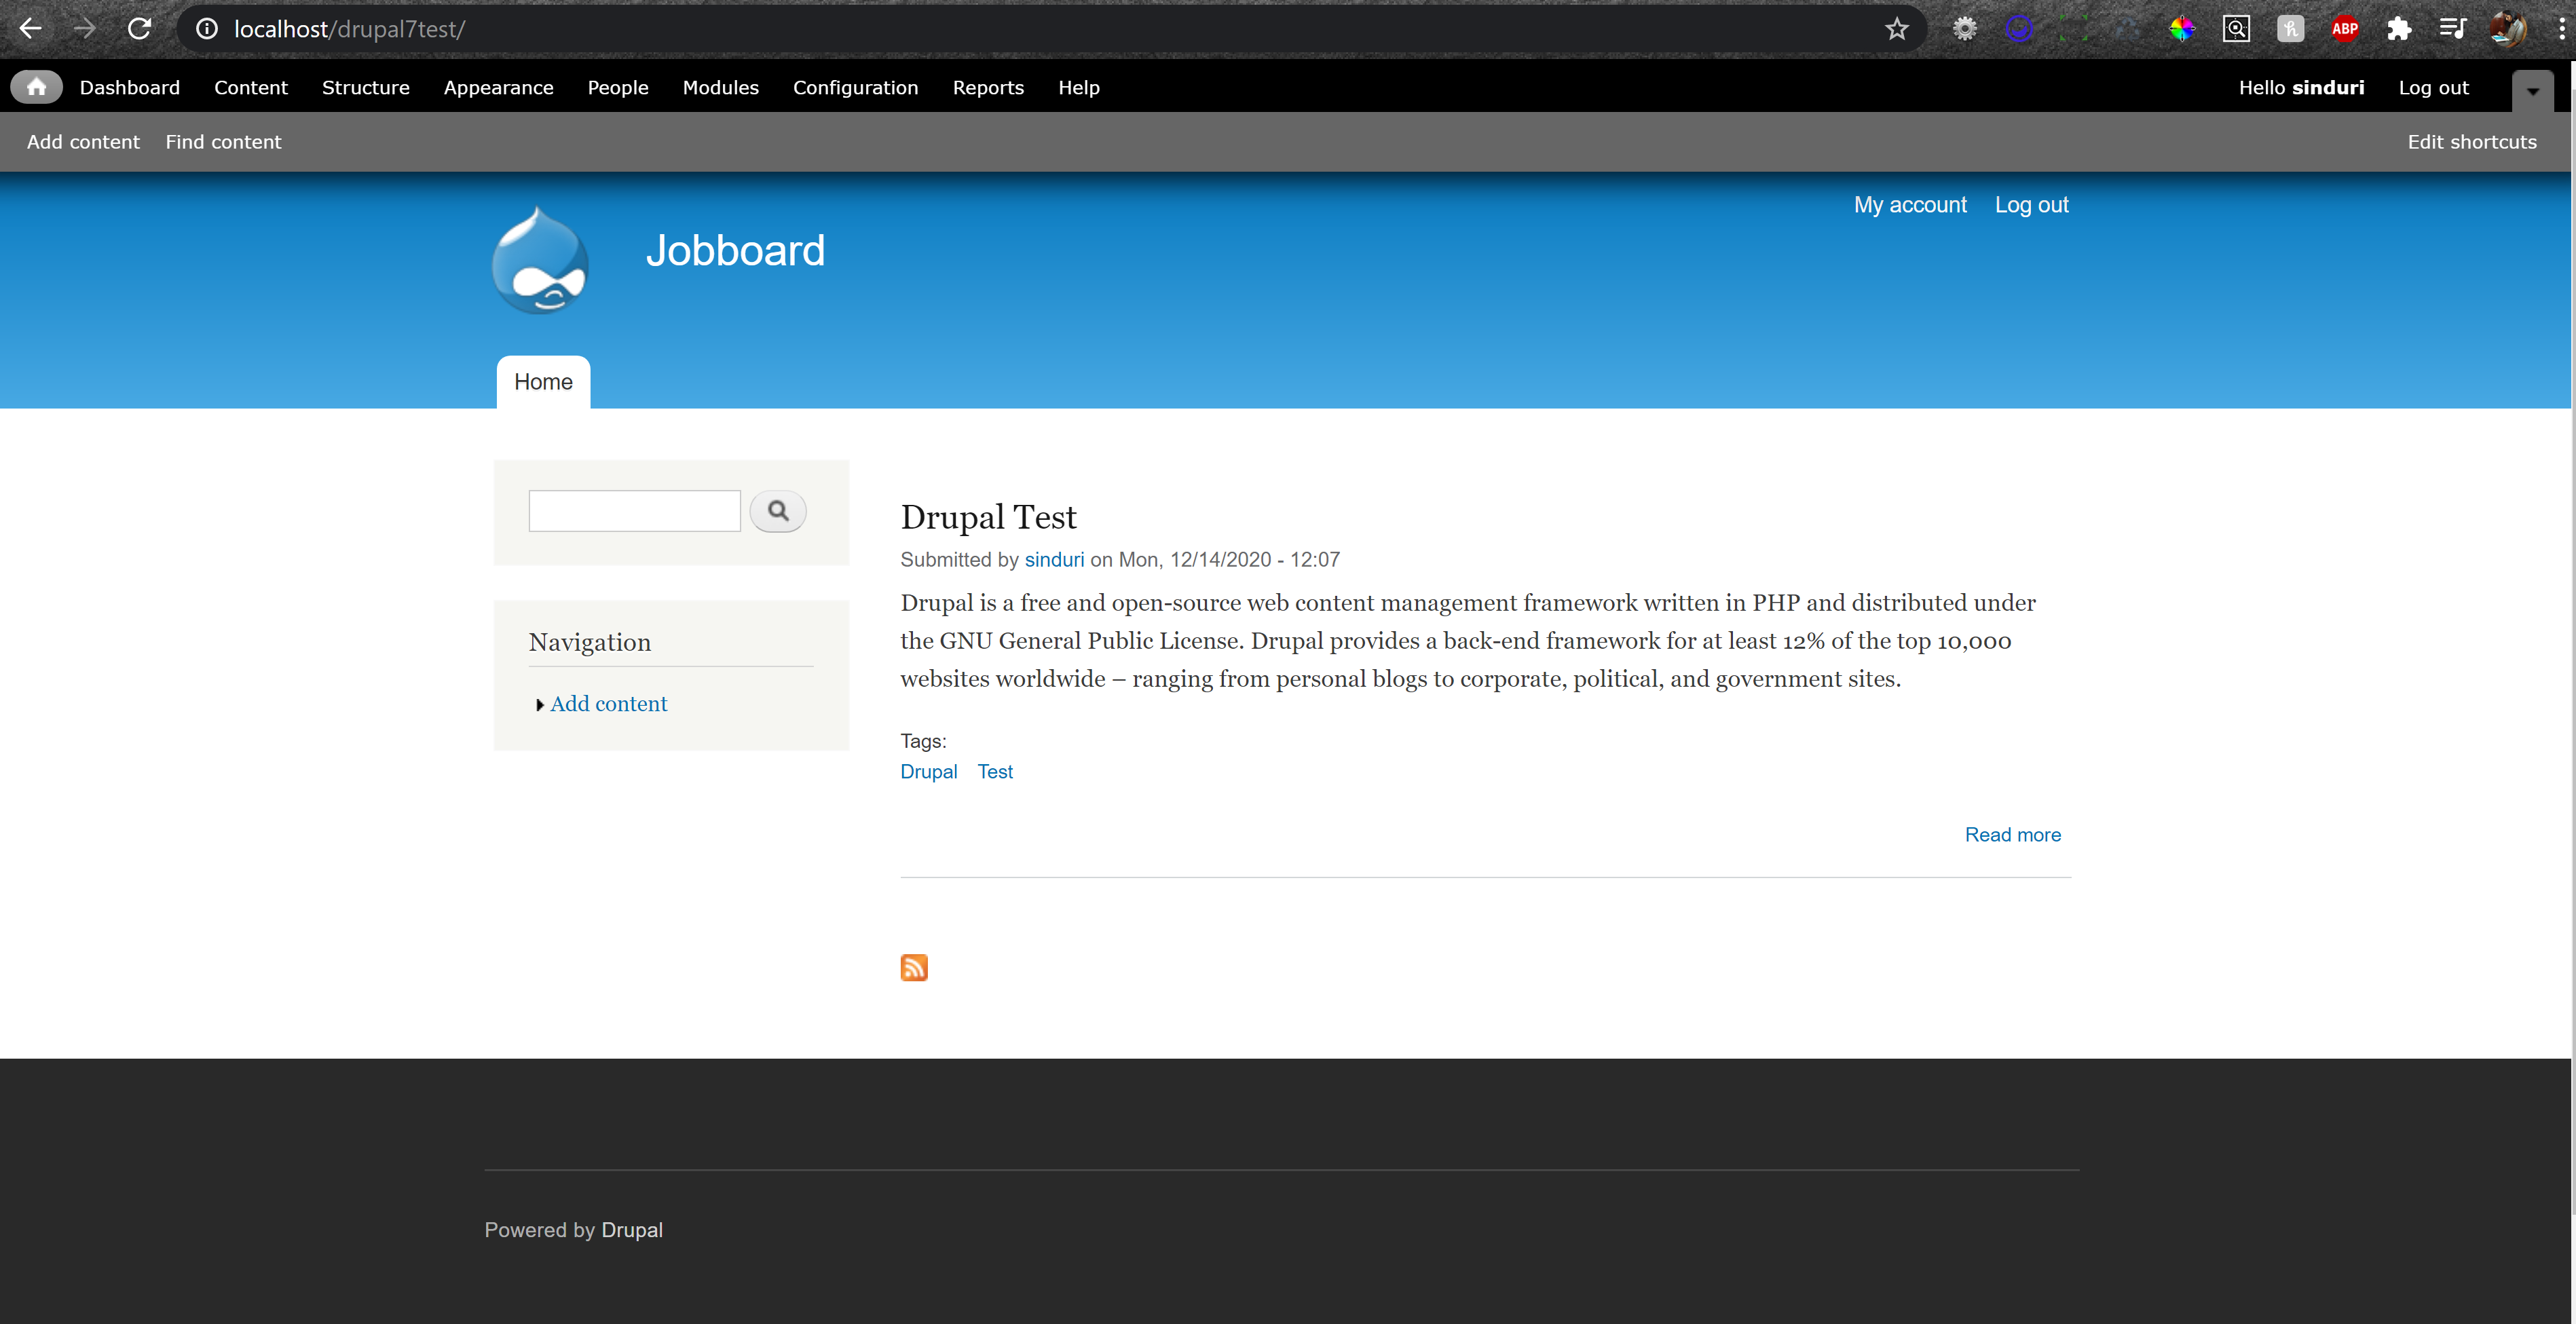 localhost/drupal7test/
ABP
Dashboard Content Structure Appearance People Modules Configuration Reports Help Hello sinduri Log out
Add content Find content Edit shortcuts
My account Log out
Jobboard
Home
Drupal Test
Submitted by sinduri on Mon, 12/14/2020 - 12:07
Drupal is a free and open-source web content management framework written in PHP and distributed under
the GNU General Public License. Drupal provides a back-end framework for at least 12% of the top 10,000
websites worldwide – ranging from personal blogs to corporate, political, and government sites.
Tags:
Drupal Test
Read more
Navigation
Add content
Powered by Drupal